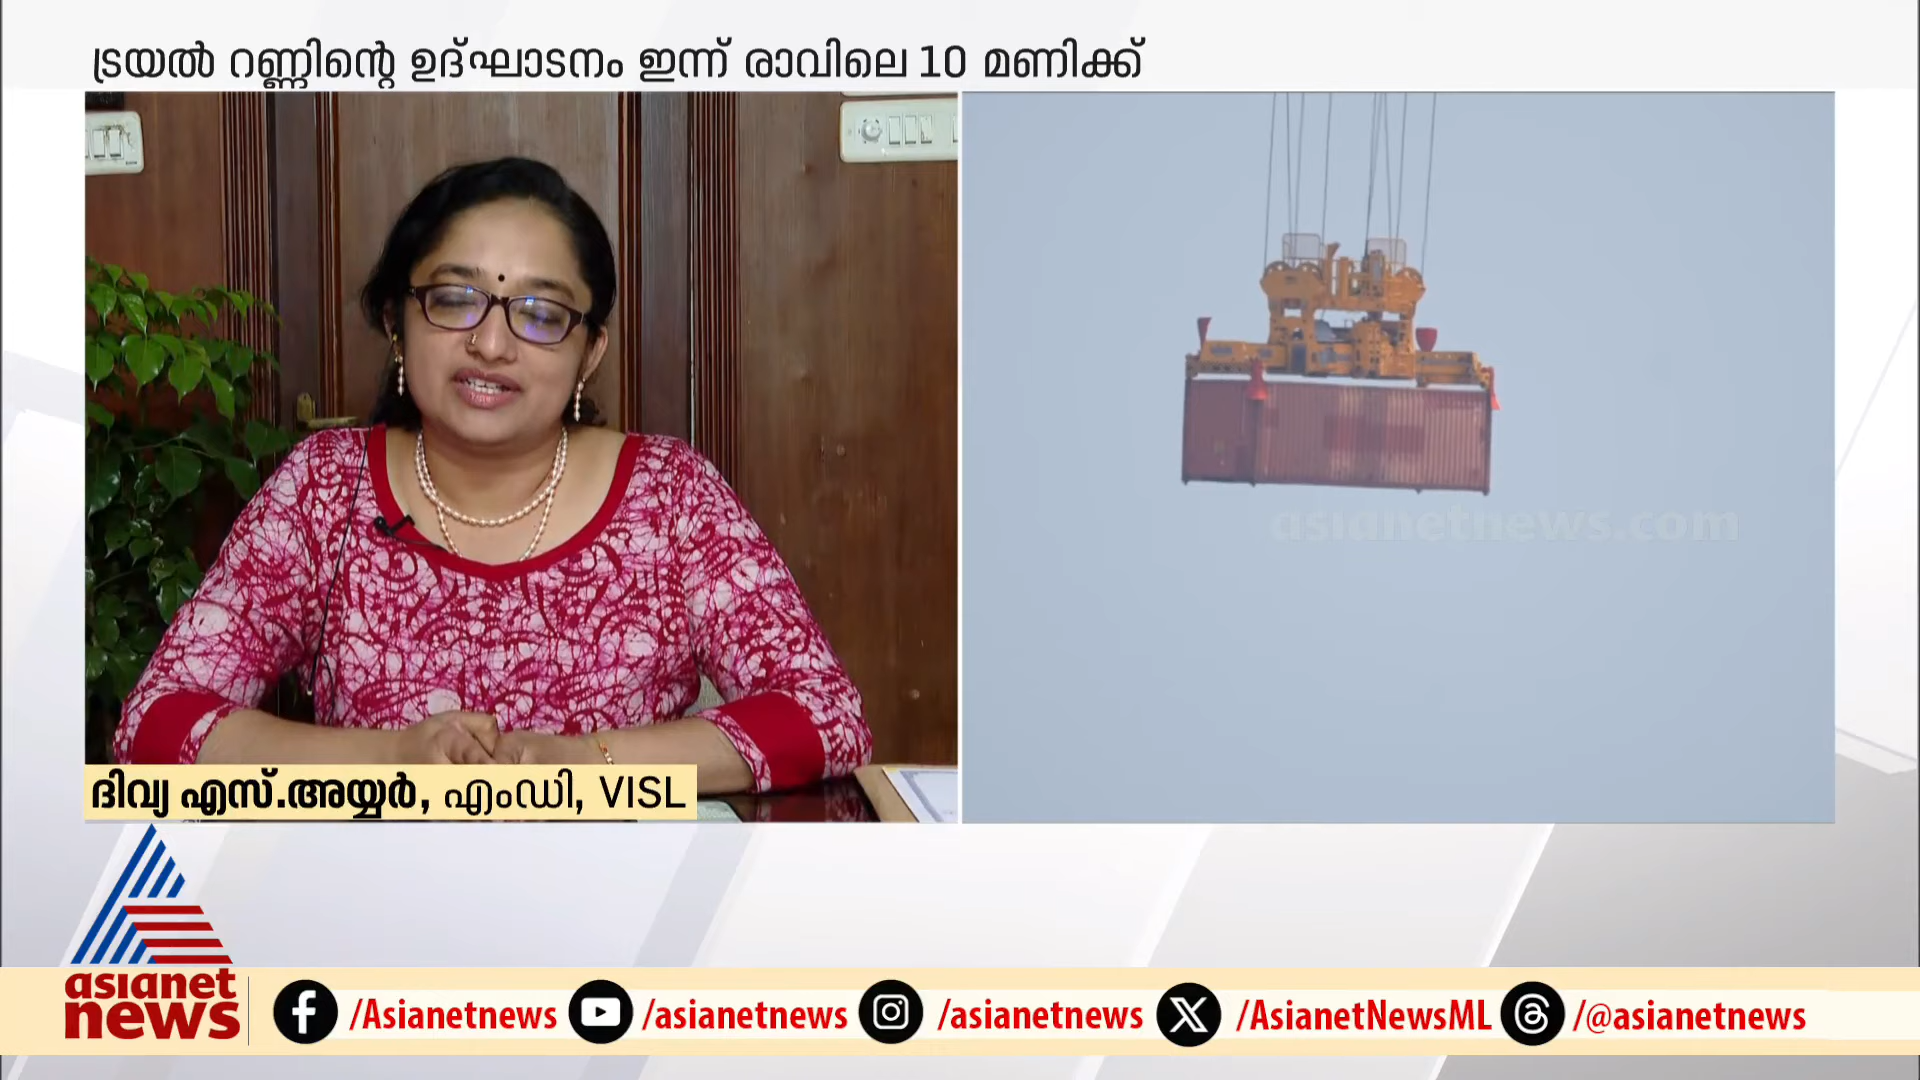 ട്രയൽ റണ്ണിന്റെ ഉദ്ഘാടനം ഇന്ന് രാവിലെ 10 മണിക്ക്
asianetnews.com
ദിവ്യ എസ്.അയ്യർ, എംഡി, VISL
asianet
news
/Asianetnews /asianetnews /asianetnews /AsianetNewsML /@asianetnews